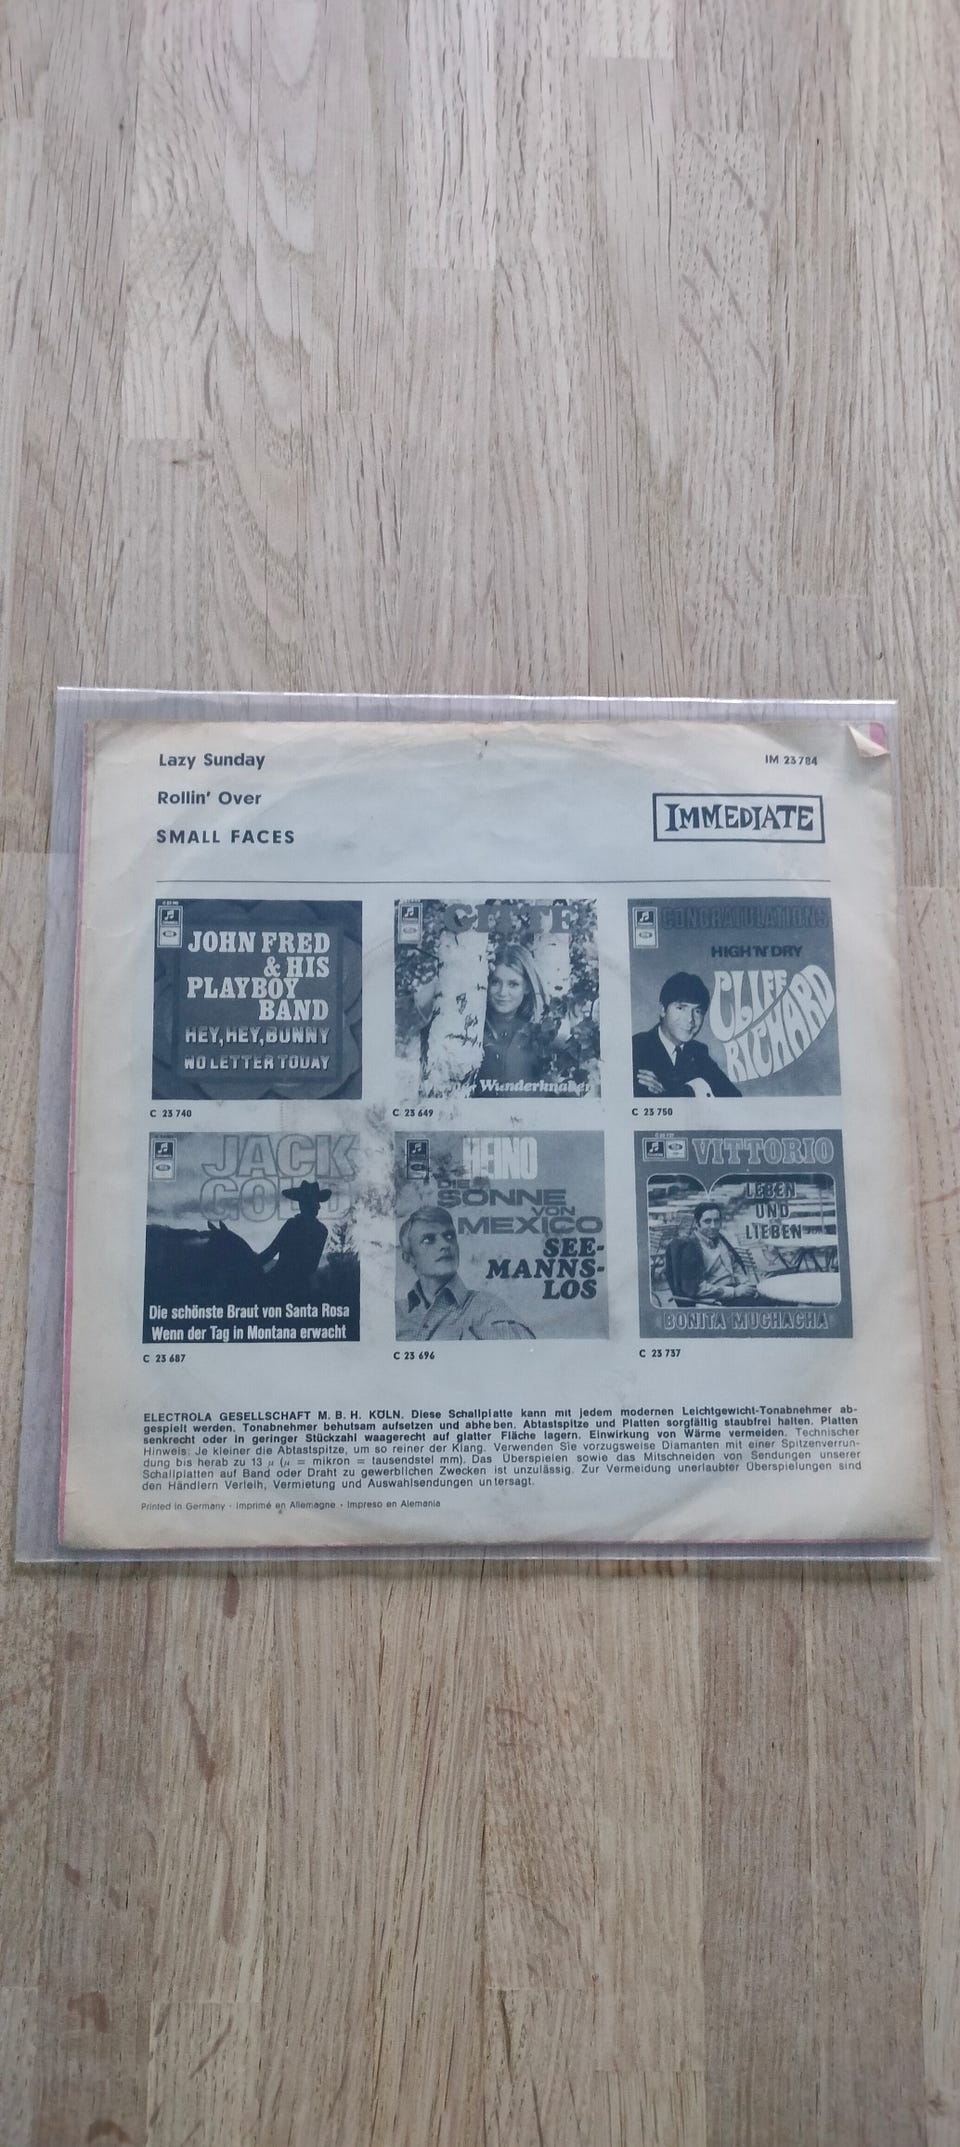 Lazy Sunday
IM 23 784
Rollin' Over
IMMEDIATE
SMALL FACES
JOHN FRED
& HIS
PLAYBOY
BAND
HEY, HEY, BUNNY
NO LETTER TODAY
C 23 740
GITTE
Wunderknaben
C 23 649
CONGRATULATIONS
HIGH 'N' DRY
CLIFF
RICHARD
C 23 750
JACK
GOLD
Die schönste Braut von Santa Rosa
Wenn der Tag in Montana erwacht
C 23 687
HEINO
DIE
SONNE
VON
MEXICO
SEE-
MANNS-
LOS
C 23 696
VITTORIO
LEBEN
UND
LIEBEN
BONITA MUCHACHA
C 23 737
ELECTROLA GESELLSCHAFT M. B. H. KÖLN. Diese Schallplatte kann mit jedem modernen Leichtgewicht-Tonabnehmer ab-
gespielt werden. Tonabnehmer behutsam aufsetzen und abheben. Abtastspitze und Platten sorgfältig staubfrei halten. Platten
senkrecht oder in geringer Stückzahl waagerecht auf glatter Fläche lagern. Einwirkung von Wärme vermeiden. Technischer
Hinweis: Je kleiner die Abtastspitze, um so reiner der Klang. Verwenden Sie vorzugsweise Diamanten mit einer Spitzenverrun-
dung bis herab zu 13 μ (μ = mikron = tausendstel mm). Das Überspielen sowie das Mitschneiden von Sendungen unserer
Schallplatten auf Band oder Draht zu gewerblichen Zwecken ist unzulässig. Zur Vermeidung unerlaubter Überspielungen sind
den Händlern Verleih, Vermietung und Auswahlsendungen untersagt.
Printed in Germany · Imprimé en Allemagne · Impreso en Alemania